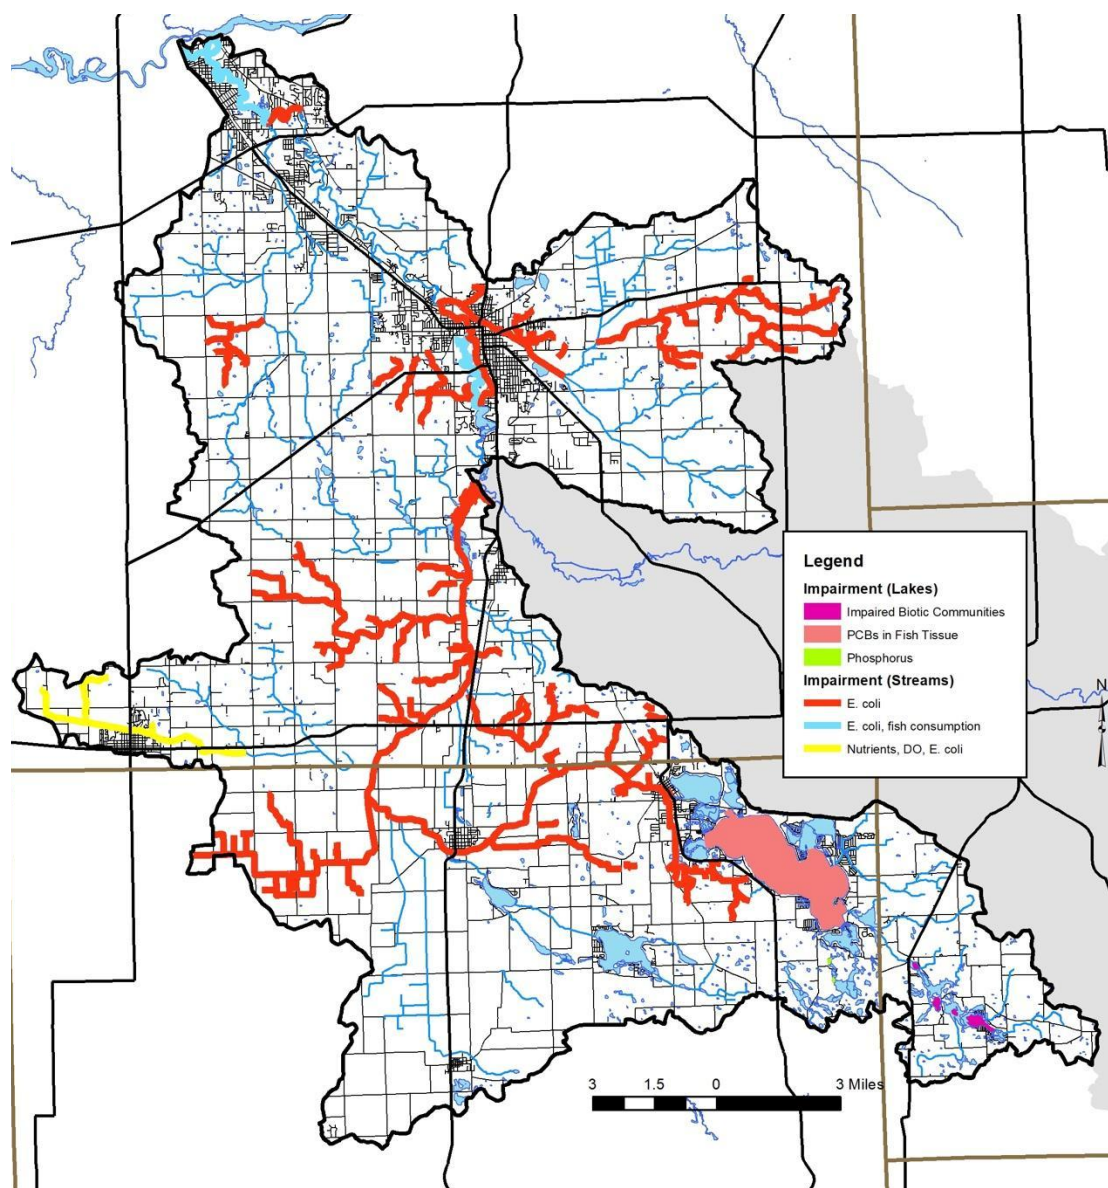 Legend
Impairment (Lakes)
Impaired Biotic Communities
PCBs in Fish Tissue
Phosphorus
Impairment (Streams)
E. coli
E. coli, fish consumption
Nutrients, DO, E. coli
N
3 1.5 0 3 Miles